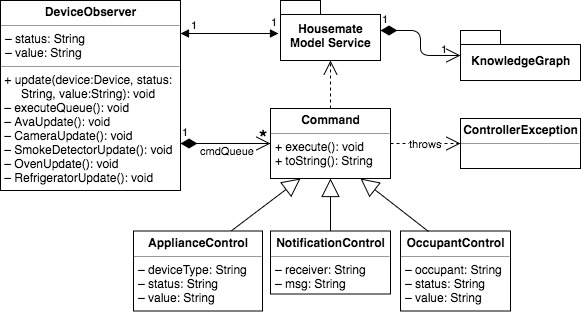 DeviceObserver
– status: String
– value: String
+ update(device:Device, status:
String, value:String): void
– executeQueue(): void
– AvaUpdate(): void
– CameraUpdate(): void
– SmokeDetectorUpdate(): void
– OvenUpdate(): void
– RefrigeratorUpdate(): void
1
1
Housemate
Model Service
1
1
KnowledgeGraph
1
*
cmdQueue
Command
+ execute(): void
+ toString(): String
throws
ControllerException
ApplianceControl
– deviceType: String
– status: String
– value: String
NotificationControl
– receiver: String
– msg: String
OccupantControl
– occupant: String
– status: String
– value: String